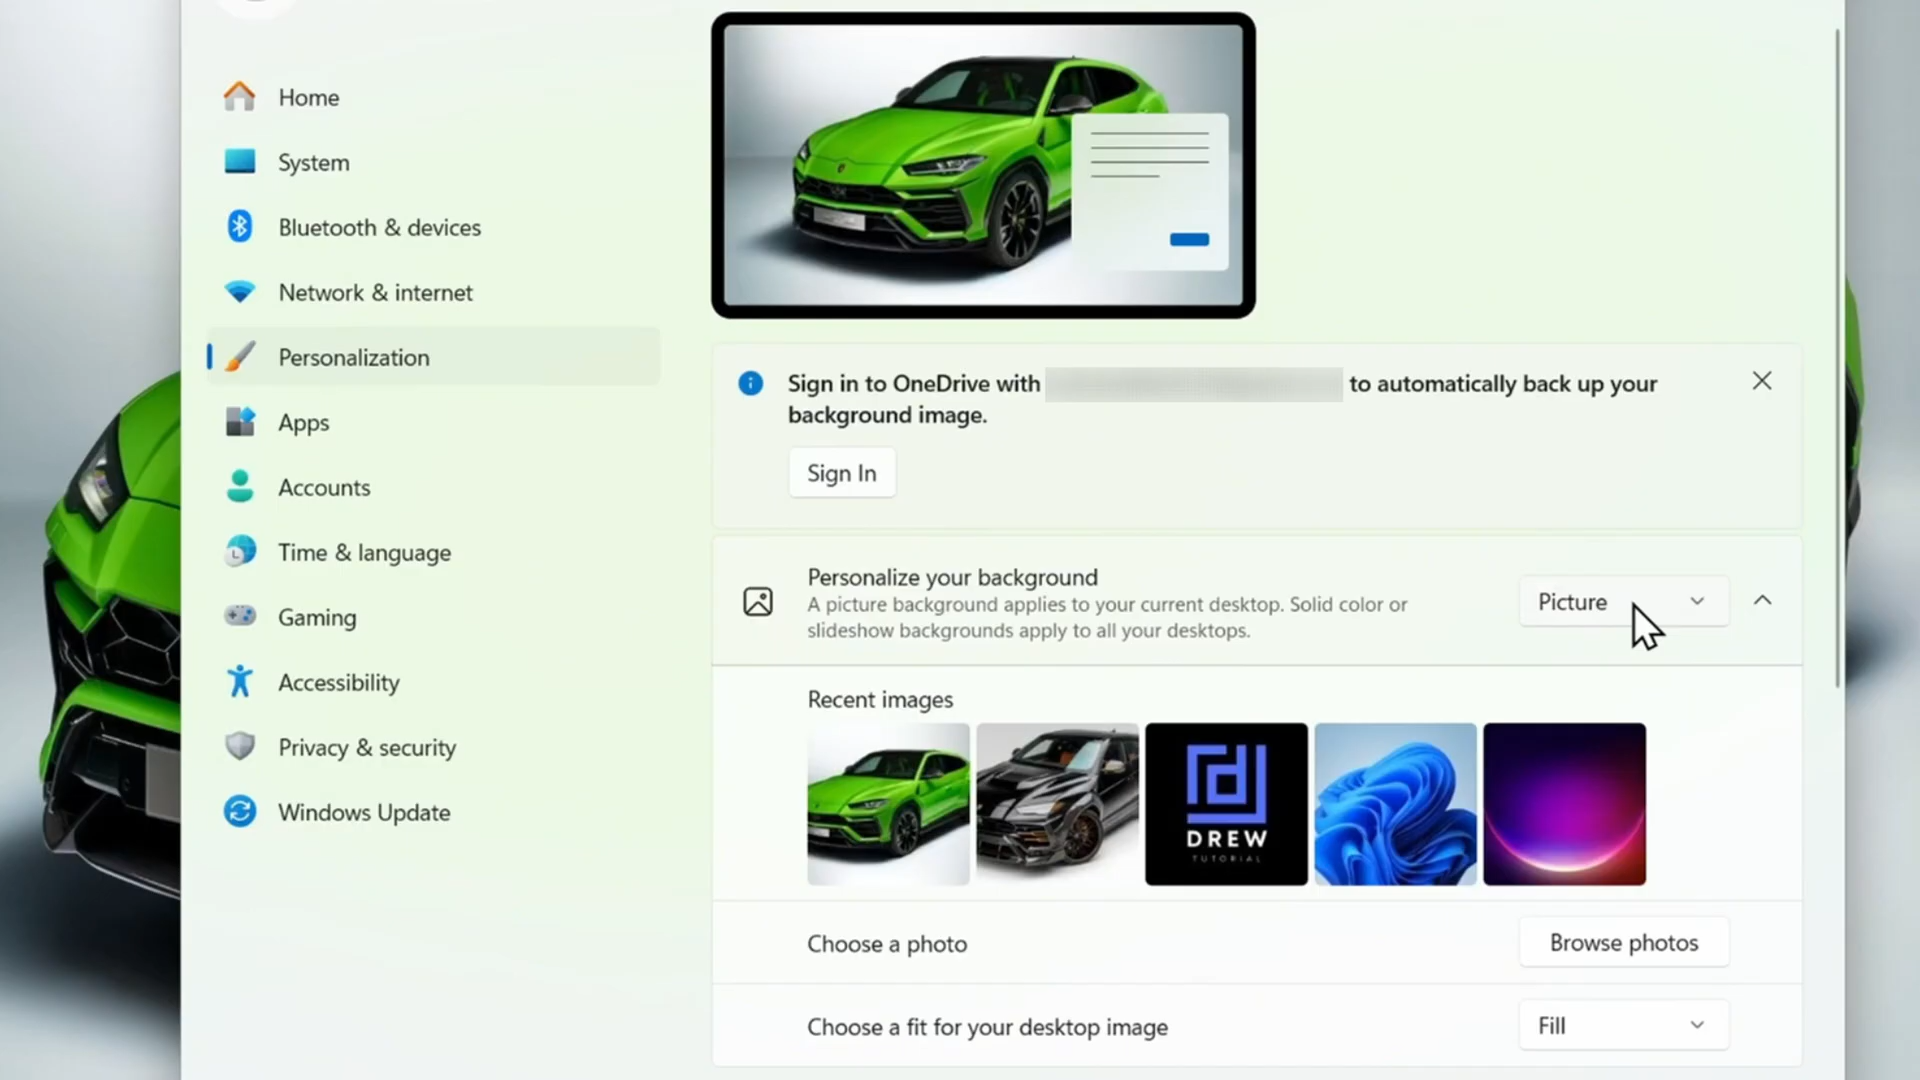 Home
System
Bluetooth & devices
Network & internet
Personalization
Apps
Accounts
Time & language
Gaming
Accessibility
Privacy & security
Windows Update
Sign in to OneDrive with to automatically back up your
background image.
Sign In
Personalize your background
A picture background applies to your current desktop. Solid color or
slideshow backgrounds apply to all your desktops.
Picture
Recent images
DREW
TUTORIAL
Choose a photo
Browse photos
Choose a fit for your desktop image
Fill